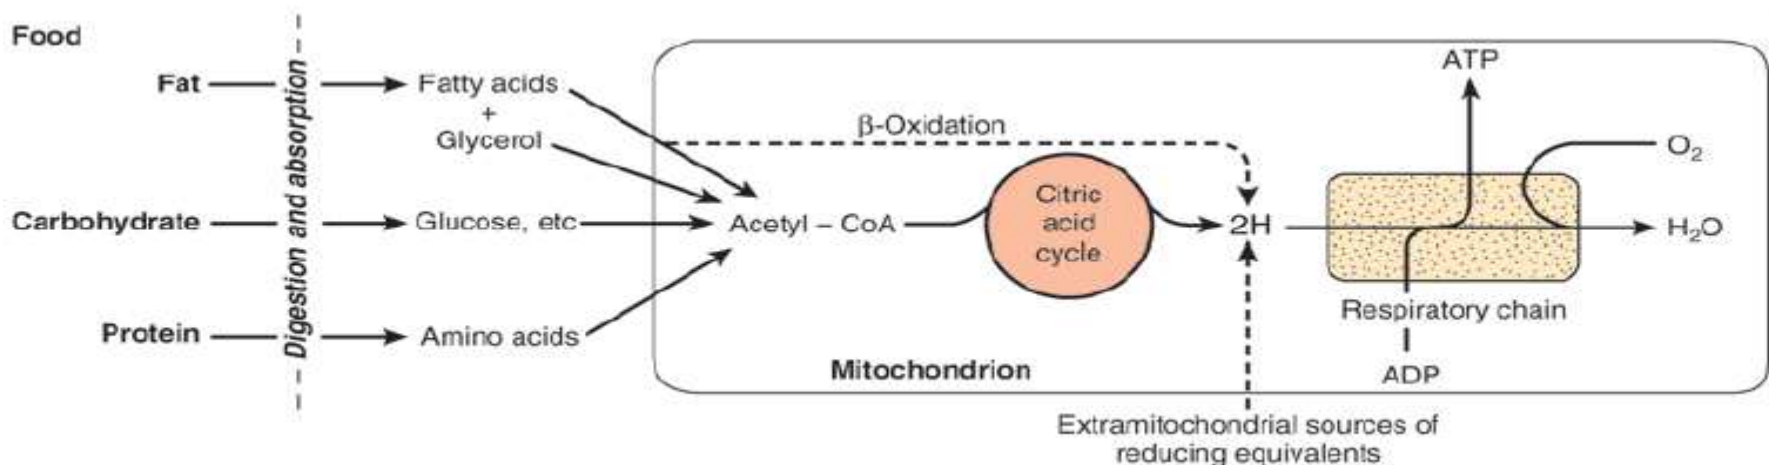 Food
Fat
Digestion and absorption
Fatty acids
+
Glycerol
Carbohydrate
Glucose, etc
Protein
Amino acids
β-Oxidation
Acetyl – CoA
Citric
acid
cycle
2H
ATP
O₂
H₂O
Respiratory chain
ADP
Mitochondrion
Extramitochondrial sources of
reducing equivalents